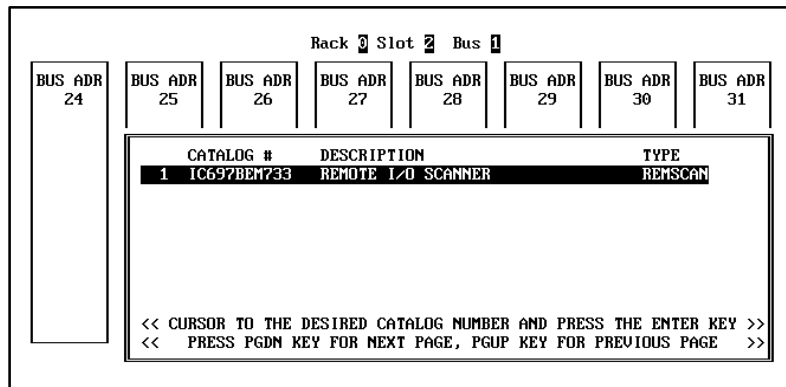 Rack 0 Slot 2 Bus 1
BUS ADR 24
BUS ADR 25
BUS ADR 26
BUS ADR 27
BUS ADR 28
BUS ADR 29
BUS ADR 30
BUS ADR 31
CATALOG # DESCRIPTION TYPE
1 IC697BEM733 REMOTE I/O SCANNER REMSCAN
<< CURSOR TO THE DESIRED CATALOG NUMBER AND PRESS THE ENTER KEY >>
<< PRESS PGDN KEY FOR NEXT PAGE, PGUP KEY FOR PREVIOUS PAGE >>